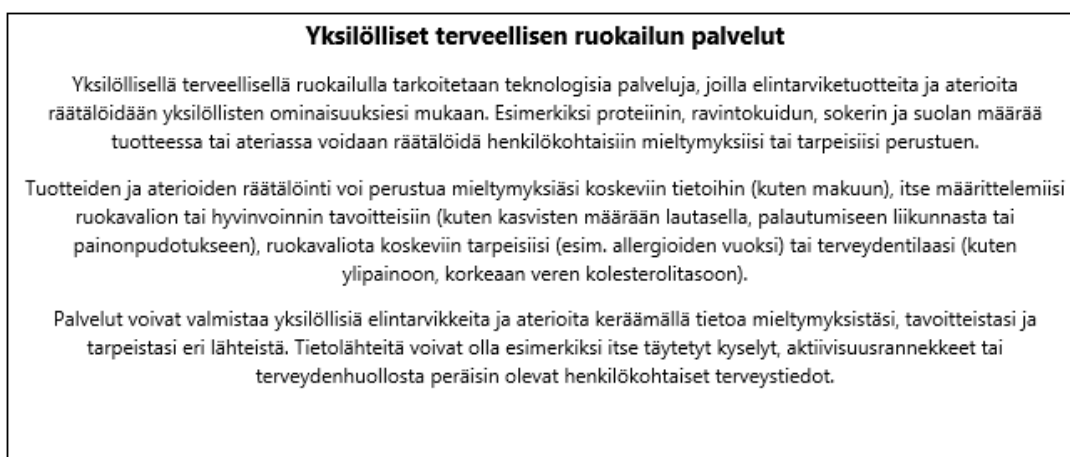 Yksilölliset terveellisen ruokailun palvelut
Yksilöllisellä terveellisellä ruokailulla tarkoitetaan teknologisia palveluja, joilla elintarviketuotteita ja aterioita
räätälöidään yksilöllisten ominaisuuksiesi mukaan. Esimerkiksi proteiinin, ravintokuidun, sokerin ja suolan määrää
tuotteessa tai ateriassa voidaan räätälöidä henkilökohtaisiin mieltymyksiisi tai tarpeisiisi perustuen.
Tuotteiden ja aterioiden räätälöinti voi perustua mieltymyksiäsi koskeviin tietoihin (kuten makuun), itse määrittelemiisi
ruokavalion tai hyvinvoinnin tavoitteisiin (kuten kasvisten määrään lautasella, palautumiseen liikunnasta tai
painonpudotukseen), ruokavaliota koskeviin tarpeisiisi (esim. allergioiden vuoksi) tai terveydentilaasi (kuten
ylipainoon, korkeaan veren kolesterolitasoon).
Palvelut voivat valmistaa yksilöllisiä elintarvikkeita ja aterioita keräämällä tietoa mieltymyksistäsi, tavoitteistasi ja
tarpeistasi eri lähteistä. Tietolähteitä voivat olla esimerkiksi itse täytetyt kyselyt, aktiivisuusrannekkeet tai
terveydenhuollosta peräisin olevat henkilökohtaiset terveystiedot.